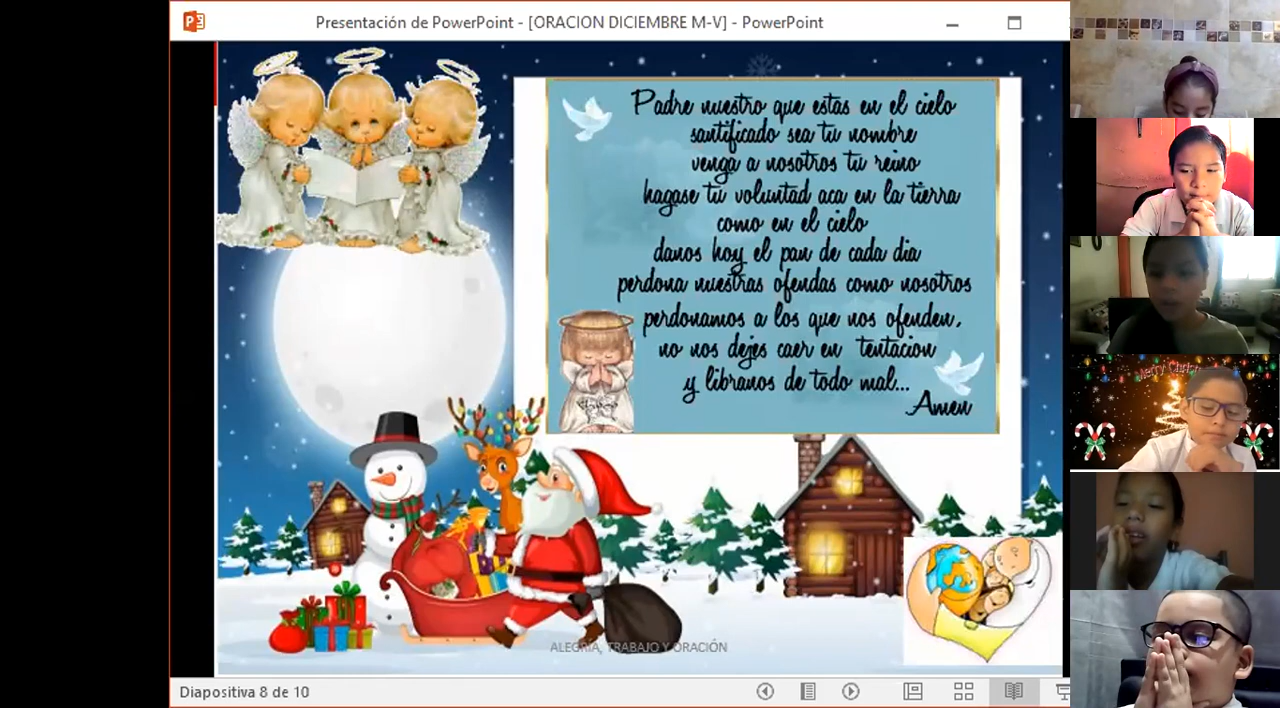 Presentación de PowerPoint - [ORACION DICIEMBRE M-V] - PowerPoint
Padre nuestro que estas en el cielo
santificado sea tu nombre
venga a nosotros tu reino
hagase tu voluntad aca en la tierra
como en el cielo
danos hoy el pan de cada dia
perdona nuestras ofendas como nosotros
perdonamos a los que nos ofenden,
no nos dejes caer en tentacion
y libranos de todo mal...
Amen
ALEGRIA, TRABAJO Y ORACIÓN
Diapositiva 8 de 10
Merry Christ